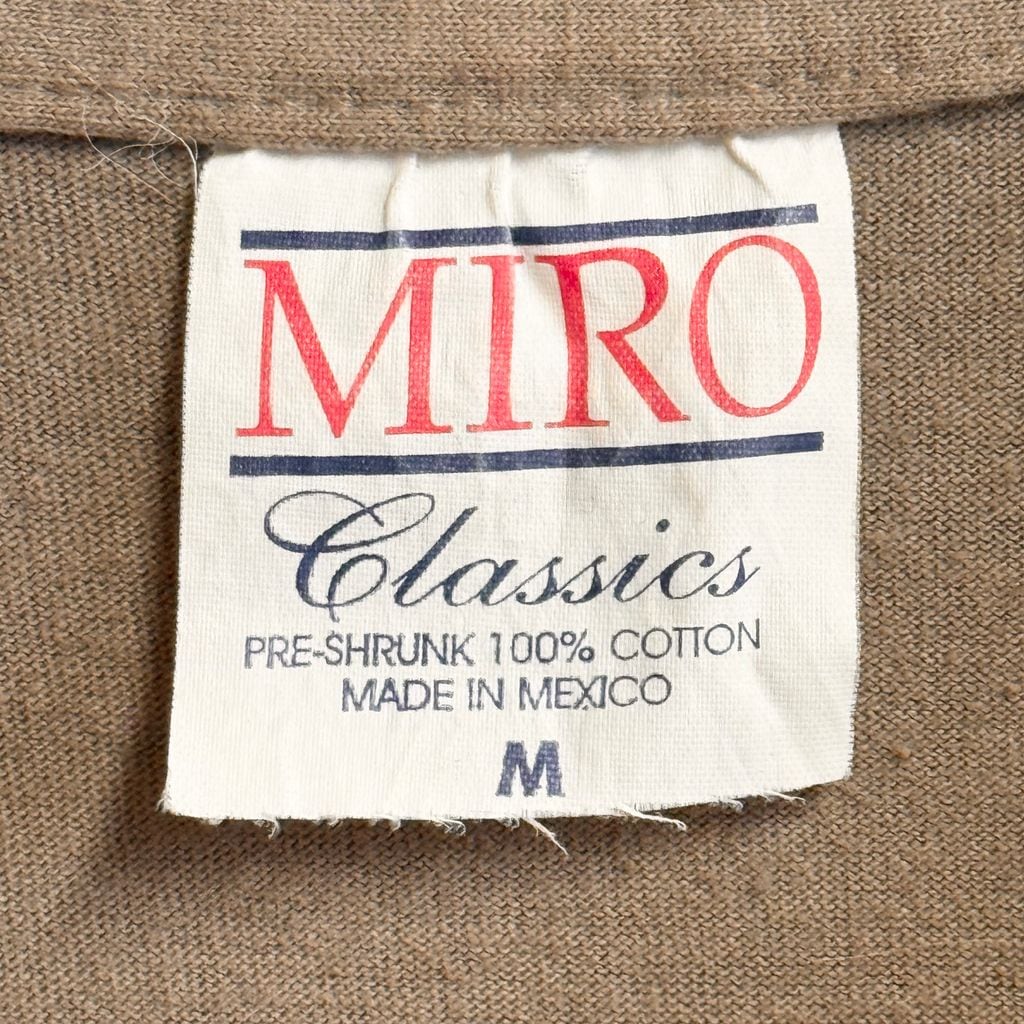 MIRO
Classics
PRE-SHRUNK 100% COTTON
MADE IN MEXICO
M